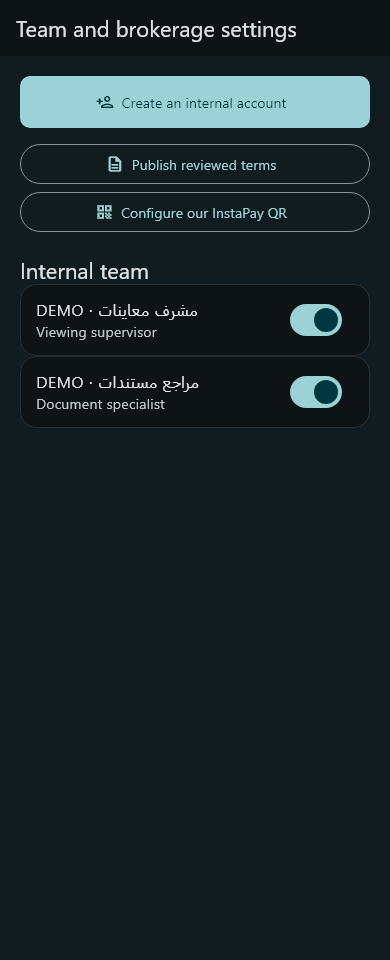 Team and brokerage settings
Create an internal account
Publish reviewed terms
Configure our InstaPay QR
Internal team
DEMO · مشرف معاينات
Viewing supervisor
DEMO · مراجع مستندات
Document specialist